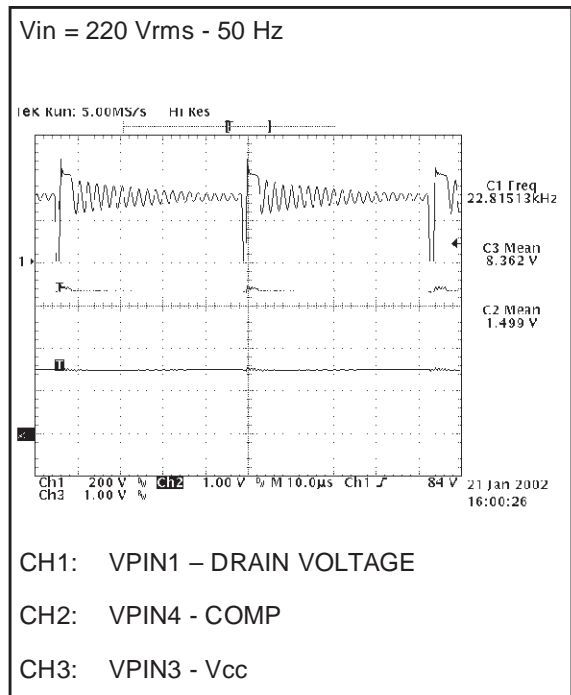 Vin = 220 Vrms - 50 Hz
Tek Run: 5.00MS/s Hi Res
C1 Freq
22.81513kHz
C3 Mean
8.362 V
C2 Mean
1.499 V
1
T
T
Ch1 200 V Ch2 1.00 V M 10.0µs Ch1 84 V
Ch3 1.00 V
21 Jan 2002
16:00:26
CH1: VPIN1 – DRAIN VOLTAGE
CH2: VPIN4 - COMP
CH3: VPIN3 - Vcc